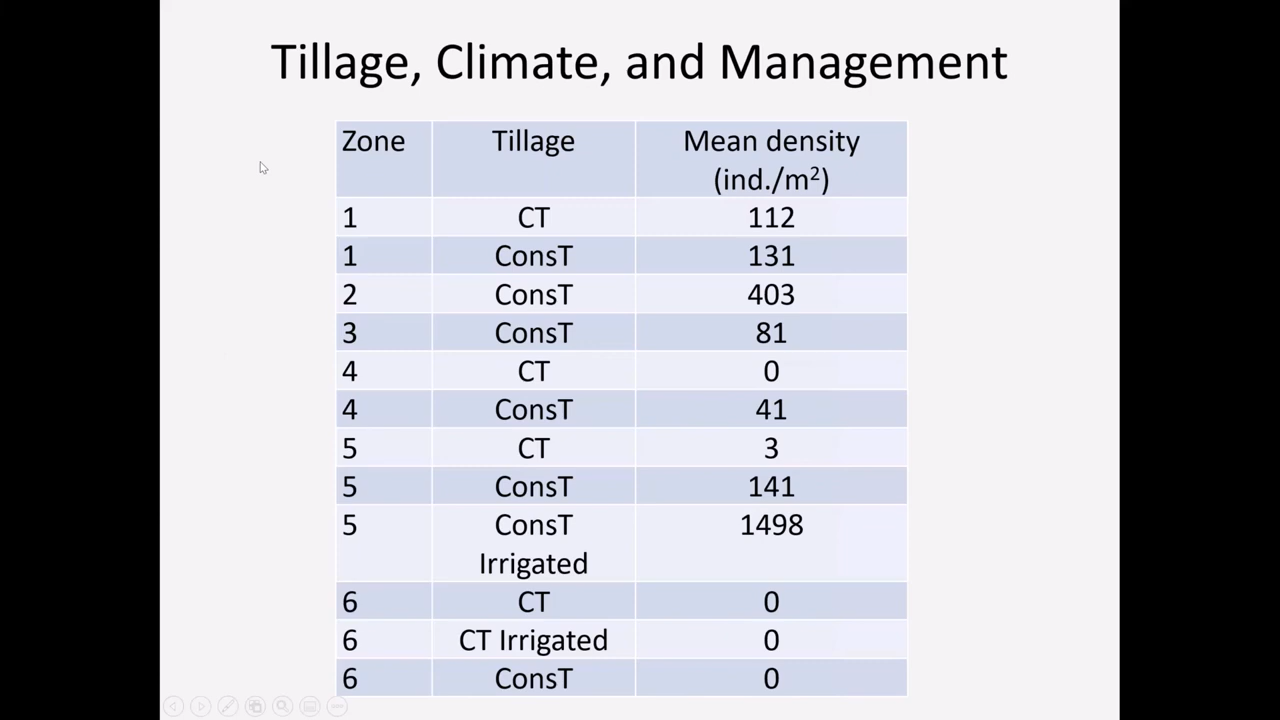 Tillage, Climate, and Management
Zone Tillage Mean density
(ind./m²)
1 CT 112
1 ConsT 131
2 ConsT 403
3 ConsT 81
4 CT 0
4 ConsT 41
5 CT 3
5 ConsT 141
5 ConsT 1498
Irrigated
6 CT 0
6 CT Irrigated 0
6 ConsT 0